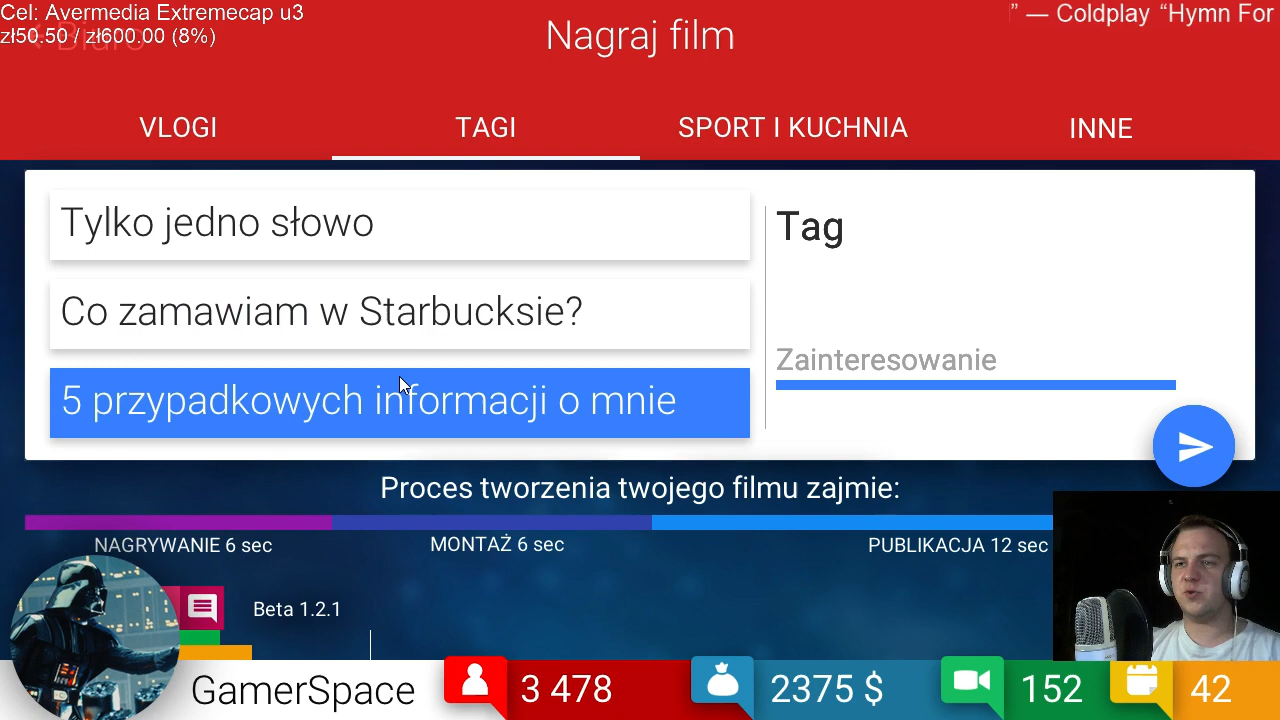 Cel: Avermedia Extremecap u3
zł50.50 / zł600.00 (8%)
Biuro
Nagraj film
” — Coldplay “Hymn For
VLOGI
TAGI
SPORT I KUCHNIA
INNE
Tylko jedno słowo
Co zamawiam w Starbucksie?
5 przypadkowych informacji o mnie
Tag
Zainteresowanie
Proces tworzenia twojego filmu zajmie:
NAGRYWANIE 6 sec
MONTAŻ 6 sec
PUBLIKACJA 12 sec
Beta 1.2.1
GamerSpace
3 478
2375 $
152
42